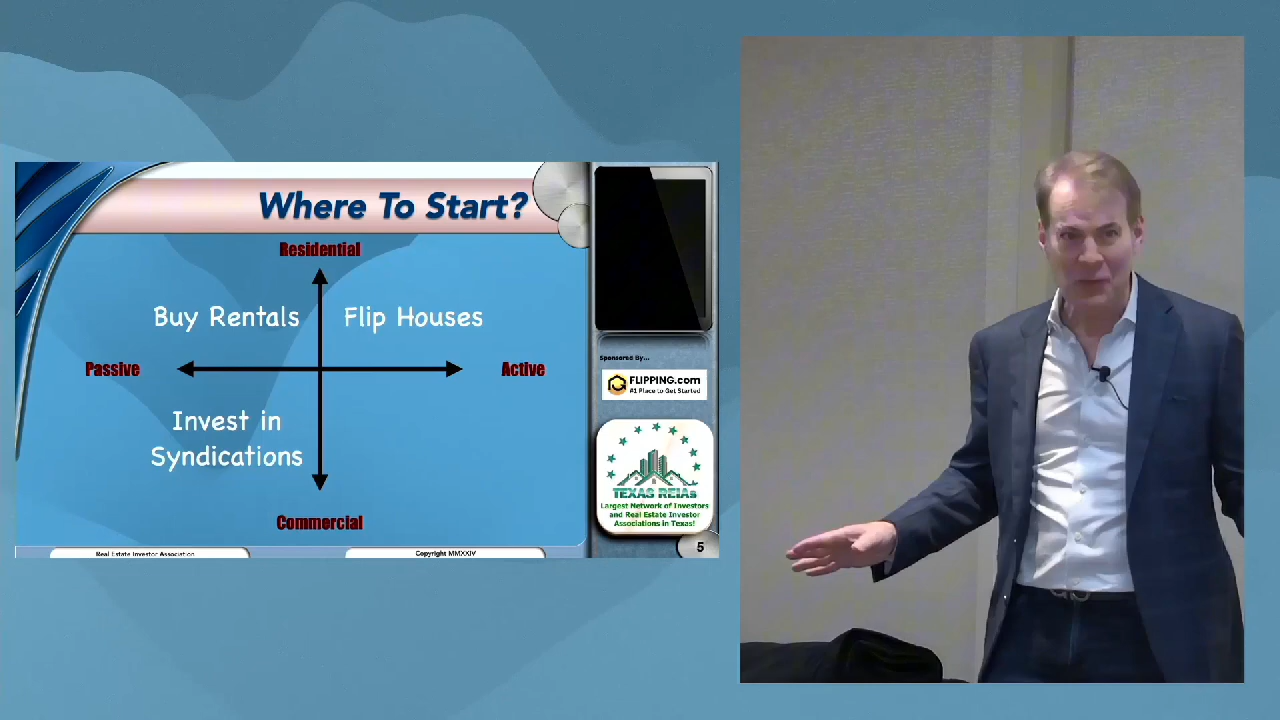 Where To Start?
Residential
Buy Rentals
Flip Houses
Passive
Active
Invest in
Syndications
Commercial
Real Estate Investor Association
Copyright MMXXIV
Sponsored By...
FLIPPING.com
#1 Place to Get Started
TEXAS REIAs
Largest Network of Investors
and Real Estate Investor
Associations in Texas!
5